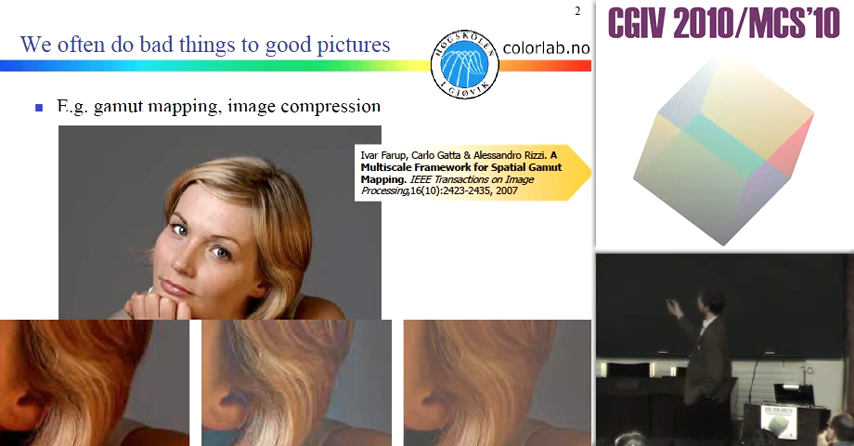 2
We often do bad things to good pictures
HØGSKOLEN
I GJØVIK
colorlab.no
E.g. gamut mapping, image compression
Ivar Farup, Carlo Gatta & Alessandro Rizzi. A
Multiscale Framework for Spatial Gamut
Mapping. IEEE Transactions on Image
Processing,16(10):2423-2435, 2007
CGIV 2010/MCS'10